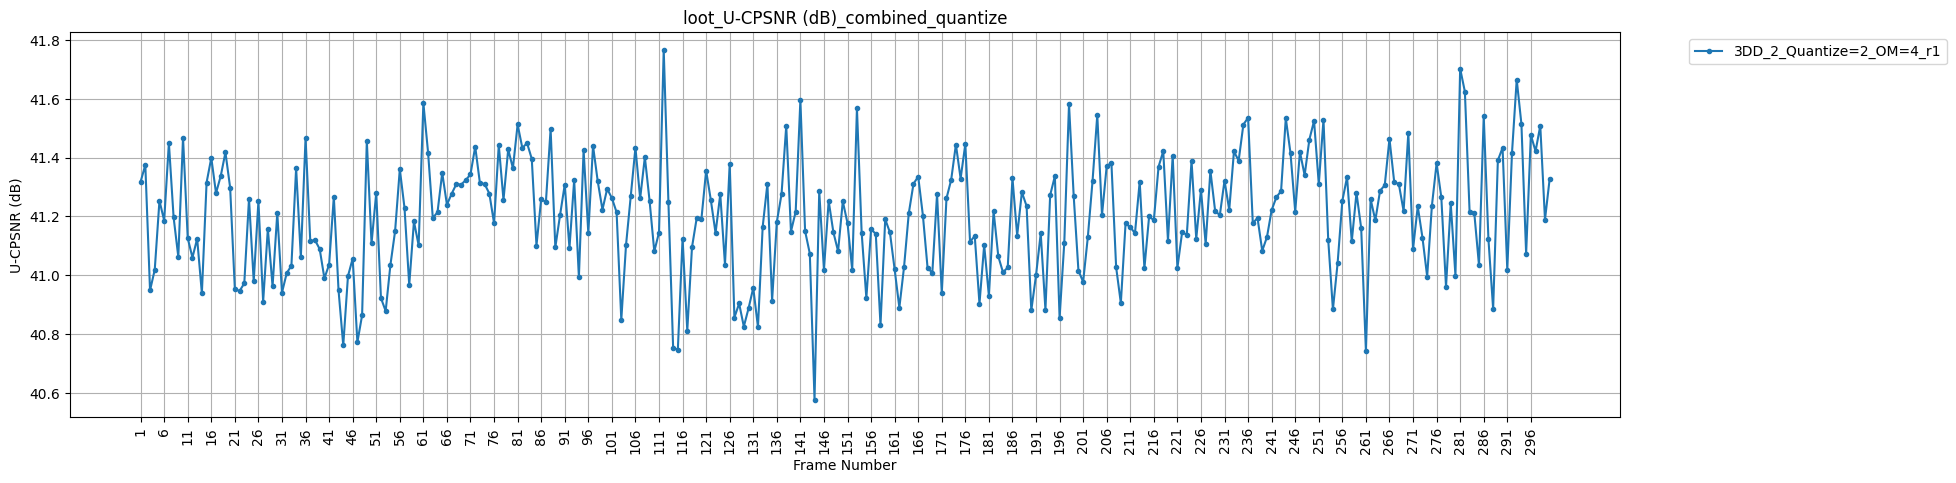 loot_U-CPSNR (dB)_combined_quantize
3DD_2_Quantize=2_OM=4_r1
U-CPSNR (dB)
41.8
41.6
41.4
41.2
41.0
40.8
40.6
1 6 11 16 21 26 31 36 41 46 51 56 61 66 71 76 81 86 91 96 101 106 111 116 121 126 131 136 141 146 151 156 161 166 171 176 181 186 191 196 201 206 211 216 221 226 231 236 241 246 251 256 261 266 271 276 281 286 291 296
Frame Number